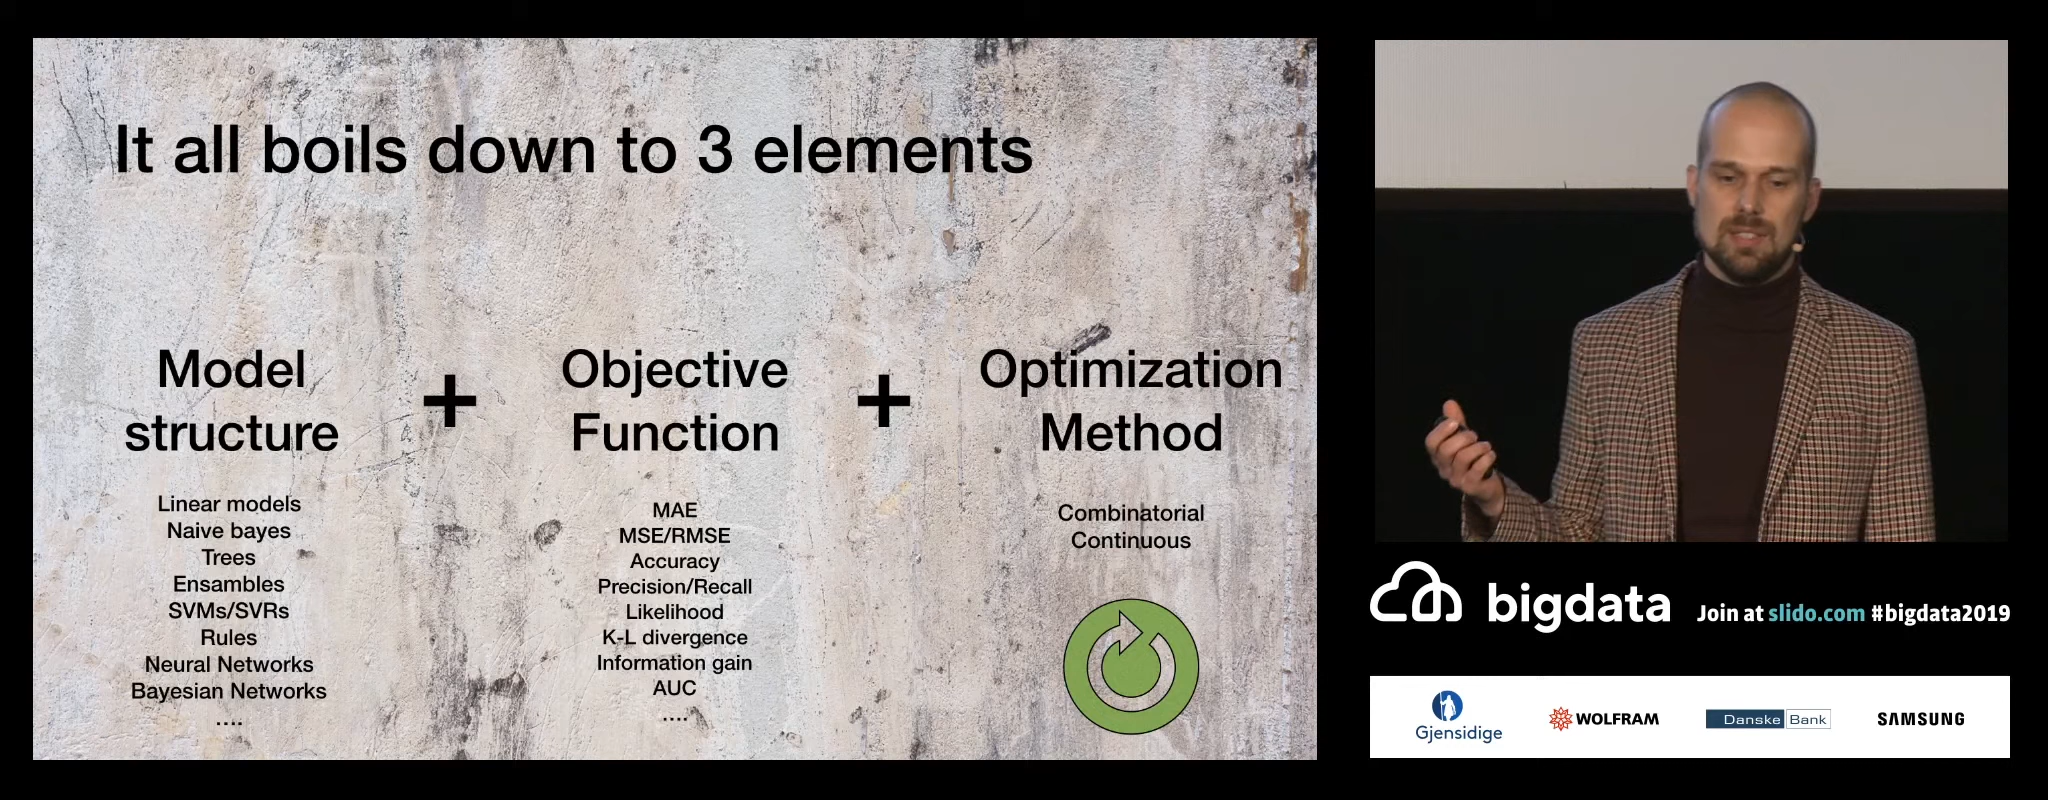 It all boils down to 3 elements
Model
structure
+
Objective
Function
+
Optimization
Method
Linear models
Naive bayes
Trees
Ensambles
SVMs/SVRs
Rules
Neural Networks
Bayesian Networks
....
MAE
MSE/RMSE
Accuracy
Precision/Recall
Likelihood
K-L divergence
Information gain
AUC
....
Combinatorial
Continuous
bigdata
Join at slido.com #bigdata2019
Gjensidige
WOLFRAM
Danske Bank
SAMSUNG